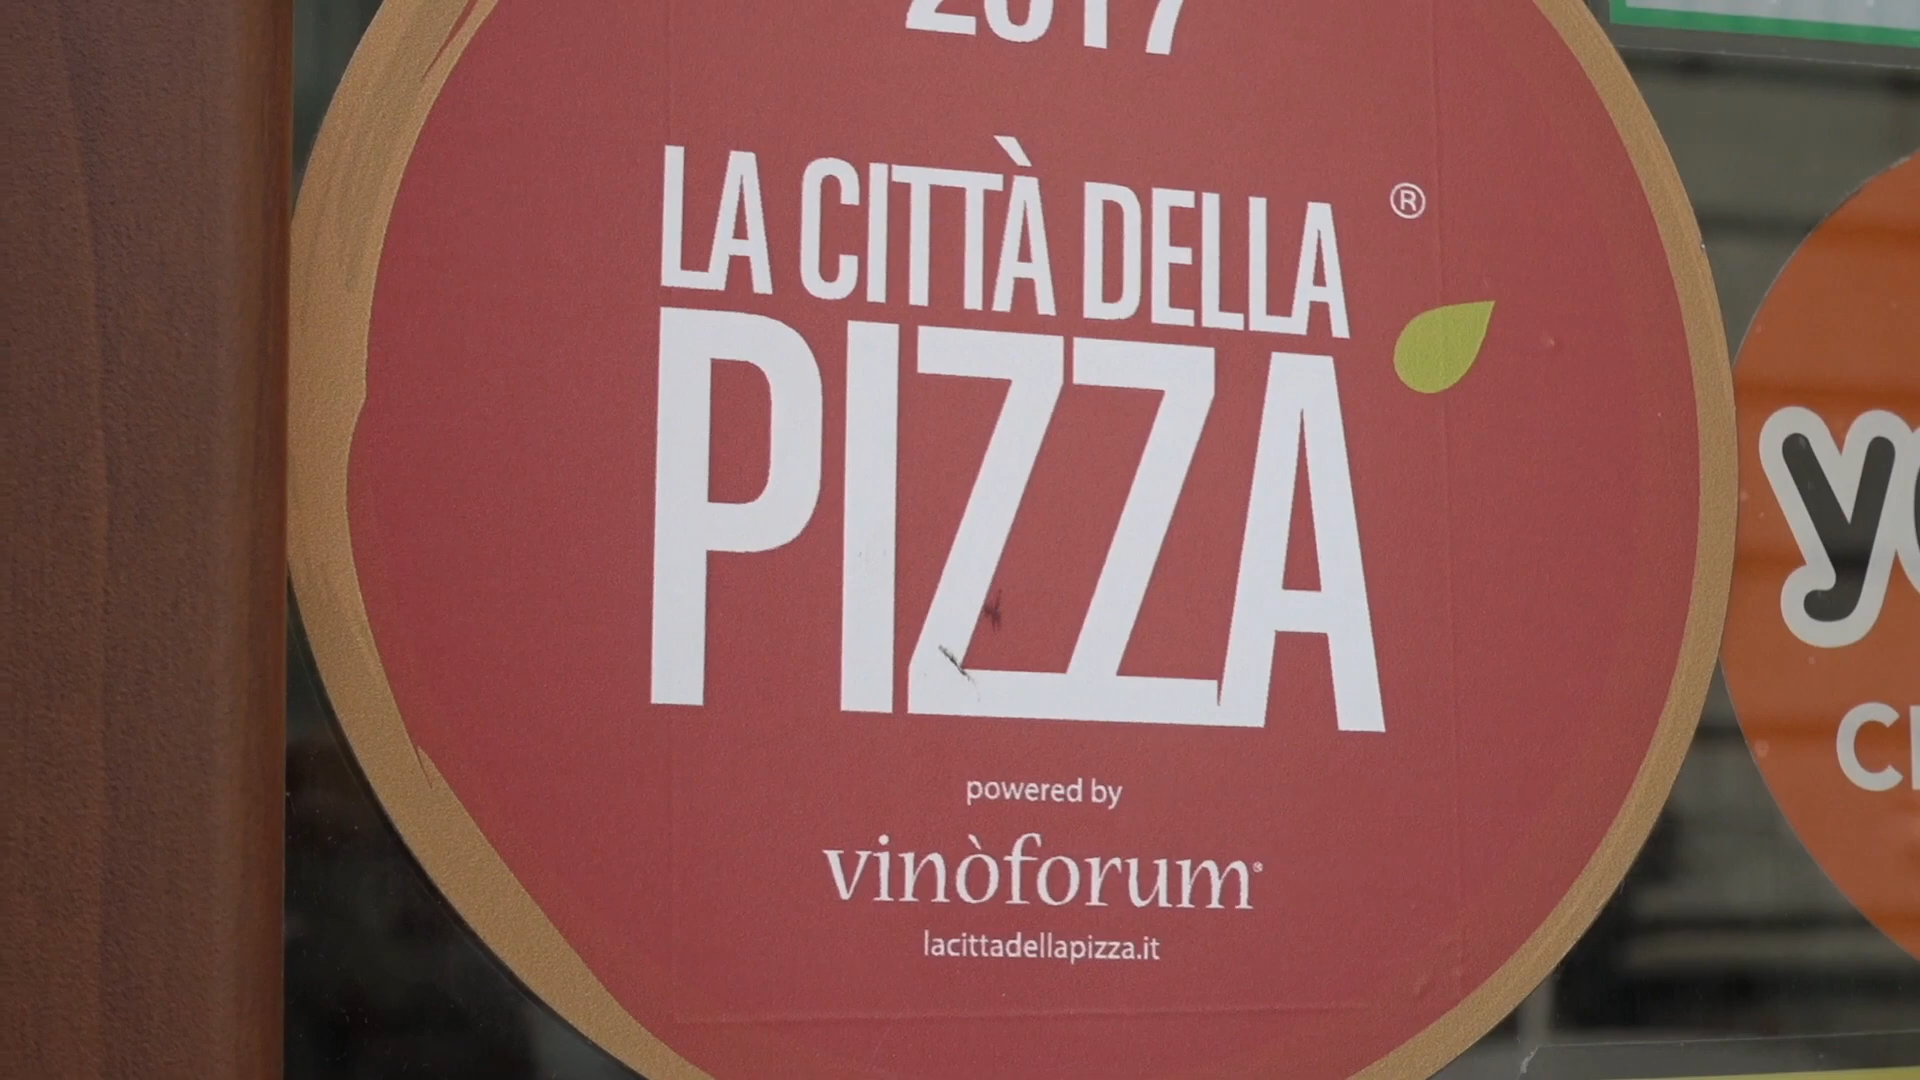 2017
LA CITTÀ DELLA ®
PIZZA
powered by
vinòforum®
lacittadellapizza.it